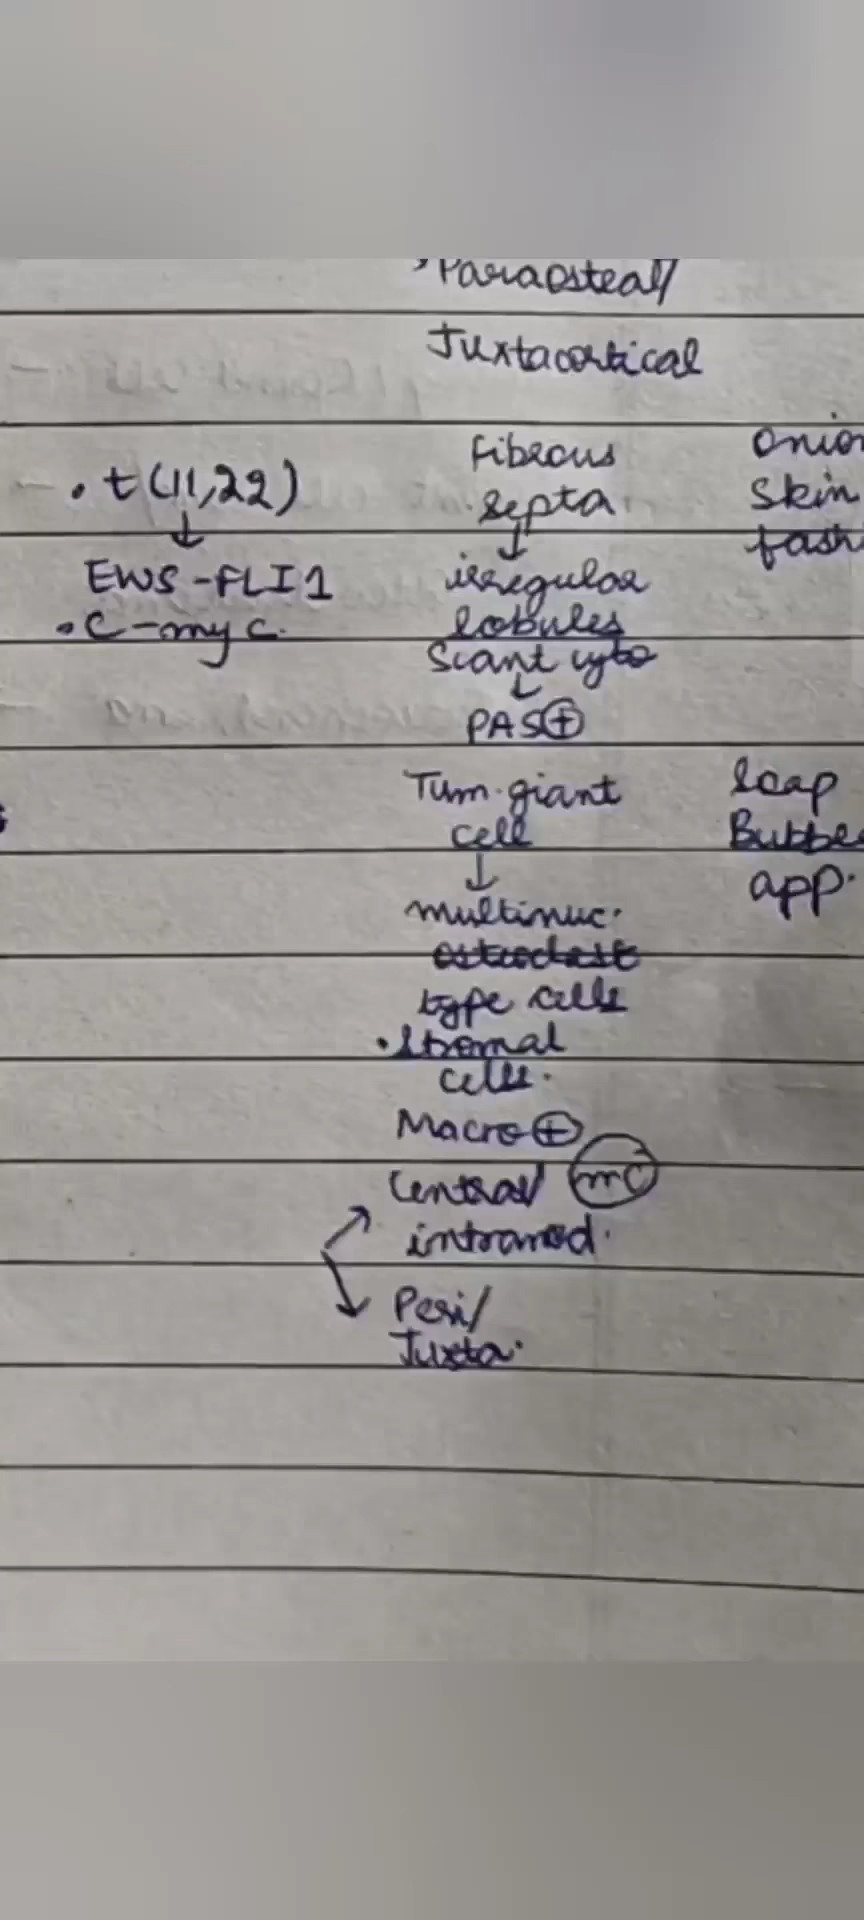 Paraosteal/
Juxtacortical
• t(11,22)
↓
EWS-FLI1
• C-myc.
Fibrous
septa
↓
irregular
lobules
Scant cyto
↓
PAS⊕
Onion
Skin
fash
Tum. giant
cell
↓
multinuc.
osteoclast
type cells
• Stromal
cells.
Macro ⊕
Soap
Bubble
app.
Central/ mc
intramed.
Peri/
Juxta.